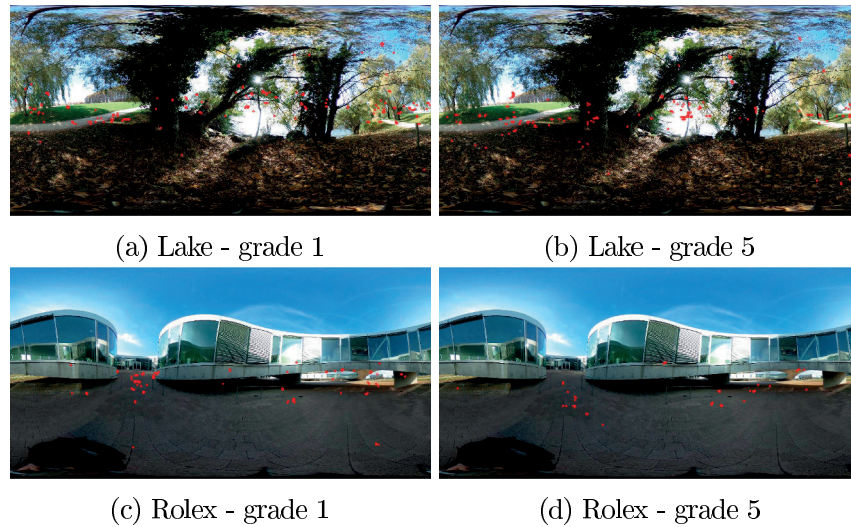 (a) Lake - grade 1
(b) Lake - grade 5
(c) Rolex - grade 1
(d) Rolex - grade 5